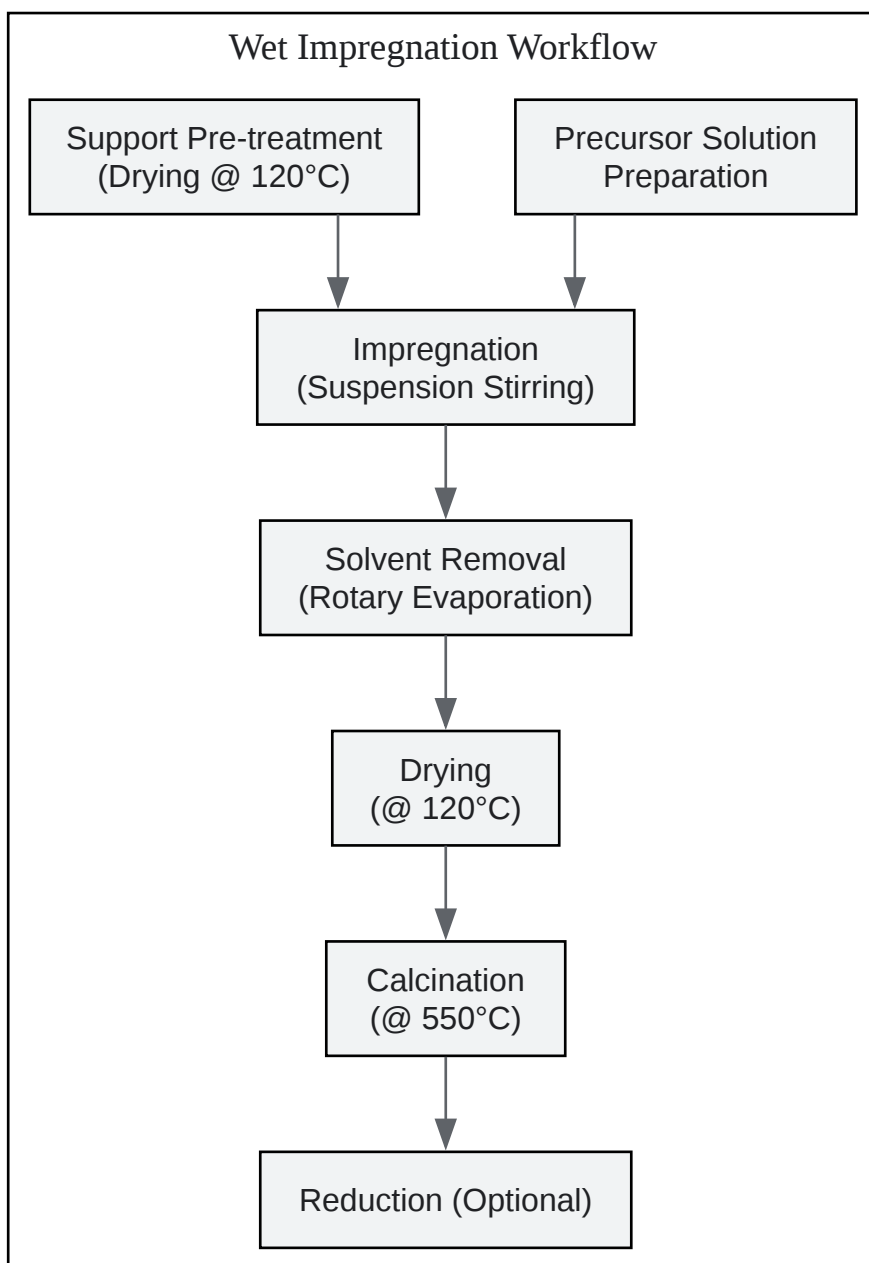 Wet Impregnation Workflow
Support Pre-treatment
(Drying @ 120°C)
Precursor Solution
Preparation
Impregnation
(Suspension Stirring)
Solvent Removal
(Rotary Evaporation)
Drying
(@ 120°C)
Calcination
(@ 550°C)
Reduction (Optional)